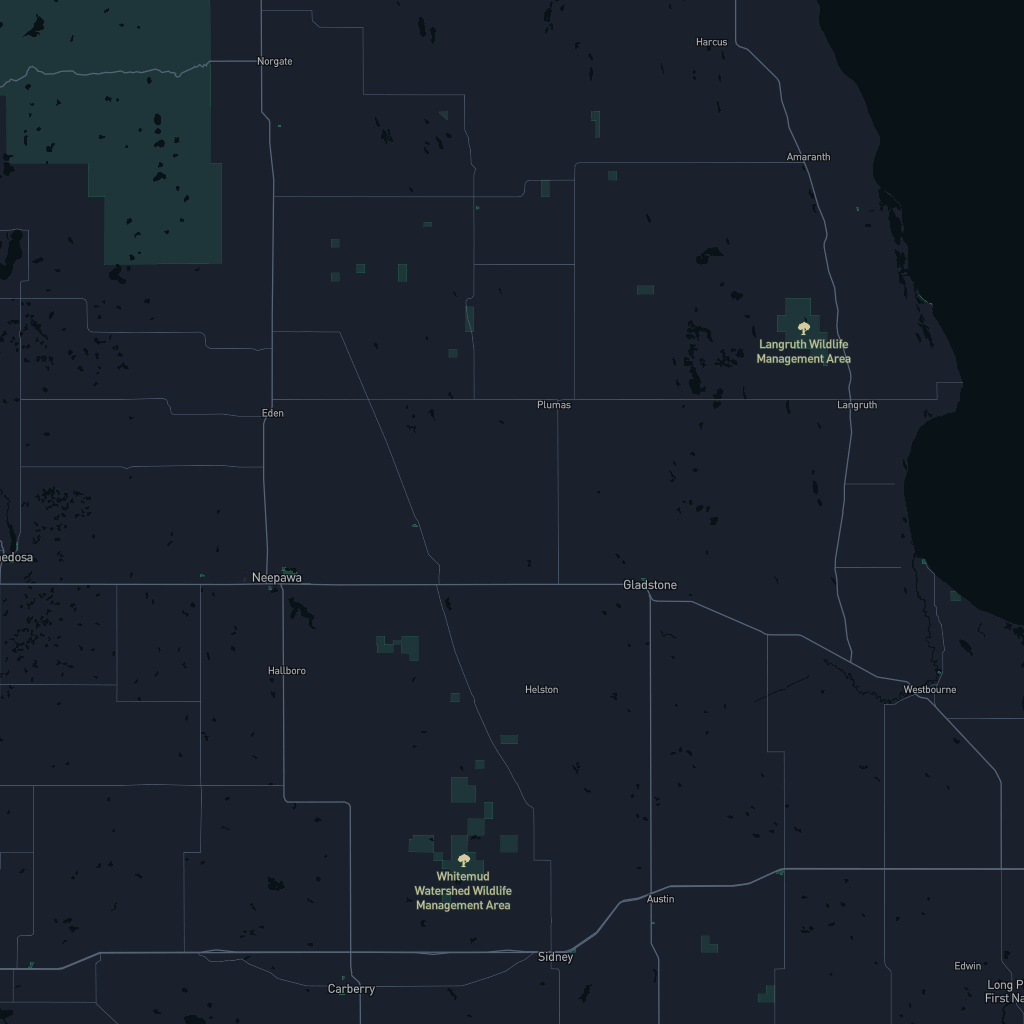 Harcus
Norgate
Amaranth
Langruth Wildlife
Management Area
Plumas
Langruth
Eden
edosa
Neepawa
Gladstone
Hallboro
Helston
Westbourne
Whitemud
Watershed Wildlife
Management Area
Austin
Sidney
Edwin
Carberry
Long P
First Na